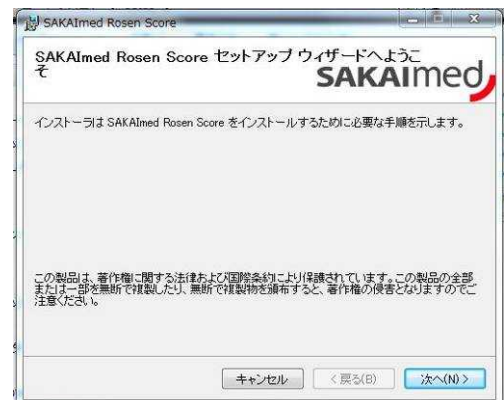 SAKAImed Rosen Score
SAKAImed Rosen Score セットアップ ウィザードへようこ
そ
SAKAImed
インストーラは SAKAImed Rosen Score をインストールするために必要な手順を示します。
この製品は、著作権に関する法律および国際条約により保護されています。この製品の全部
または一部を無断で複製したり、無断で複製物を頒布すると、著作権の侵害となりますのでご
注意ください。
キャンセル
< 戻る(B)
次へ(N) >